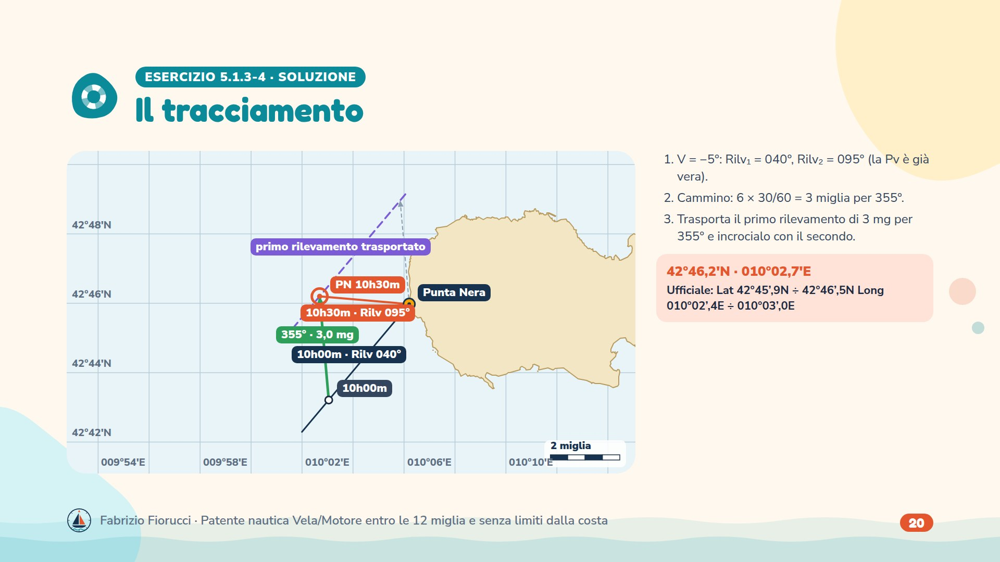 ESERCIZIO 5.1.3-4 · SOLUZIONE
Il tracciamento
42°48'N
42°46'N
42°44'N
42°42'N
009°54'E
009°58'E
010°02'E
010°06'E
010°10'E
primo rilevamento trasportato
PN 10h30m
Punta Nera
10h30m · Rilv 095°
355° · 3,0 mg
10h00m · Rilv 040°
10h00m
2 miglia
1. V = −5°: Rilv₁ = 040°, Rilv₂ = 095° (la Pv è già
vera).
2. Cammino: 6 × 30/60 = 3 miglia per 355°.
3. Trasporta il primo rilevamento di 3 mg per
355° e incrocialo con il secondo.
42°46,2'N · 010°02,7'E
Ufficiale: Lat 42°45’,9N ÷ 42°46’,5N Long
010°02’,4E ÷ 010°03’,0E
Fabrizio Fiorucci · Patente nautica Vela/Motore entro le 12 miglia e senza limiti dalla costa
20